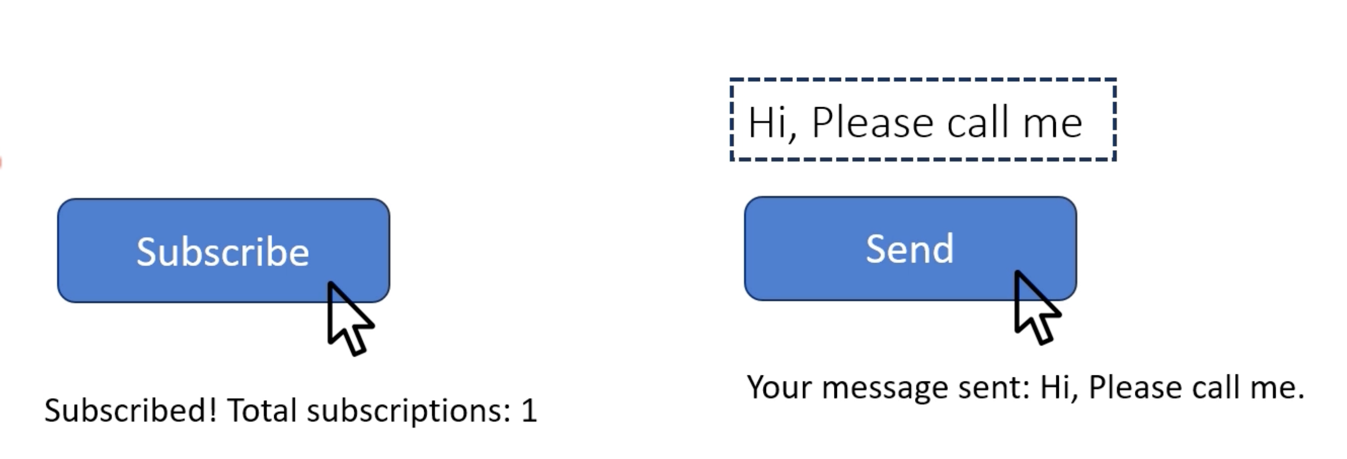 Hi, Please call me
Subscribe
Send
Subscribed! Total subscriptions: 1
Your message sent: Hi, Please call me.